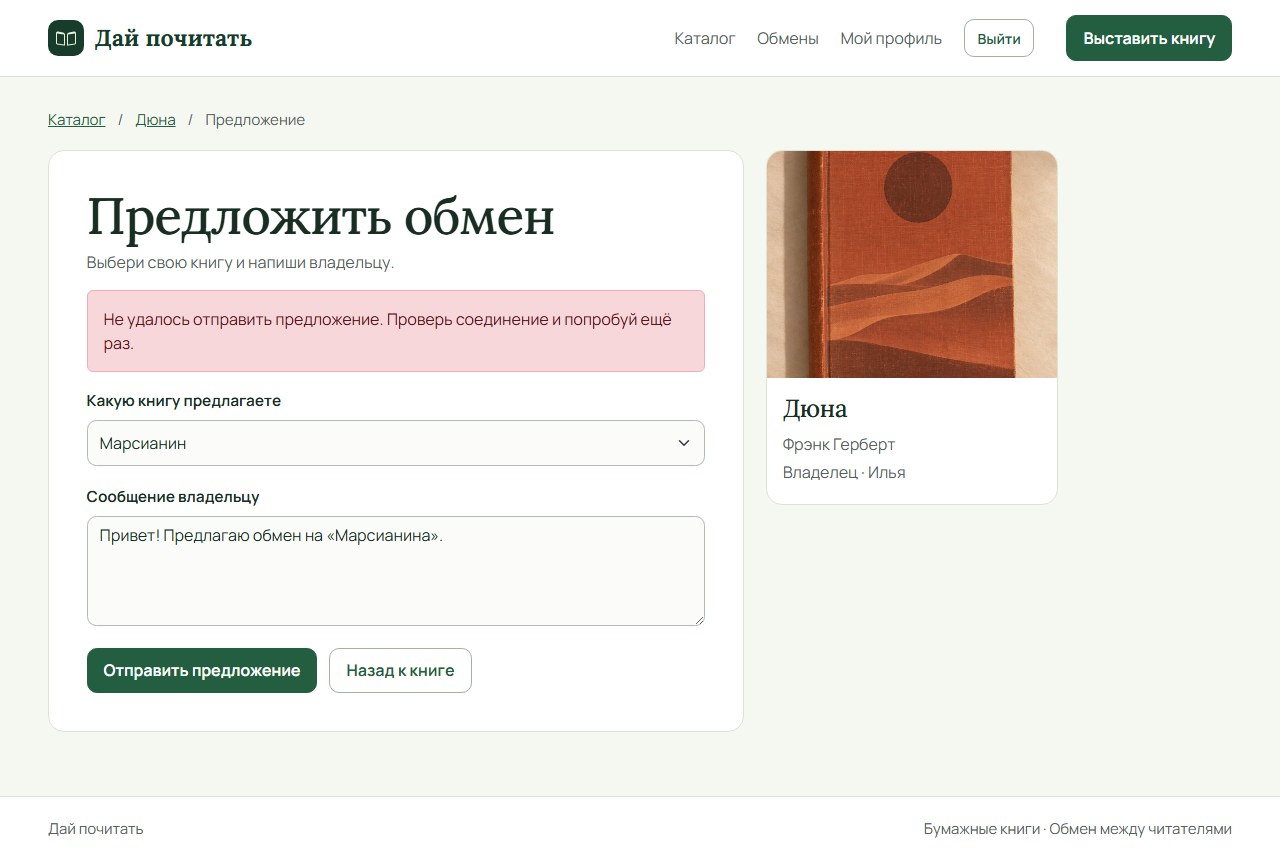 Дай почитать
Каталог
Обмены
Мой профиль
Выйти
Выставить книгу
Каталог / Дюна / Предложение
Предложить обмен
Выбери свою книгу и напиши владельцу.
Не удалось отправить предложение. Проверь соединение и попробуй ещё
раз.
Какую книгу предлагаете
Марсианин
Сообщение владельцу
Привет! Предлагаю обмен на «Марсианина».
Отправить предложение
Назад к книге
Дюна
Фрэнк Герберт
Владелец · Илья
Дай почитать
Бумажные книги · Обмен между читателями